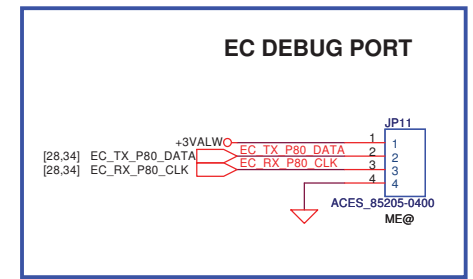 EC DEBUG PORT
JP11
+3VALW 1 1
[28,34] EC_TX_P80_DATA EC_TX_P80_DATA 2 2
[28,34] EC_RX_P80_CLK EC_RX_P80_CLK 3 3
4 4
ACES_85205-0400
ME@